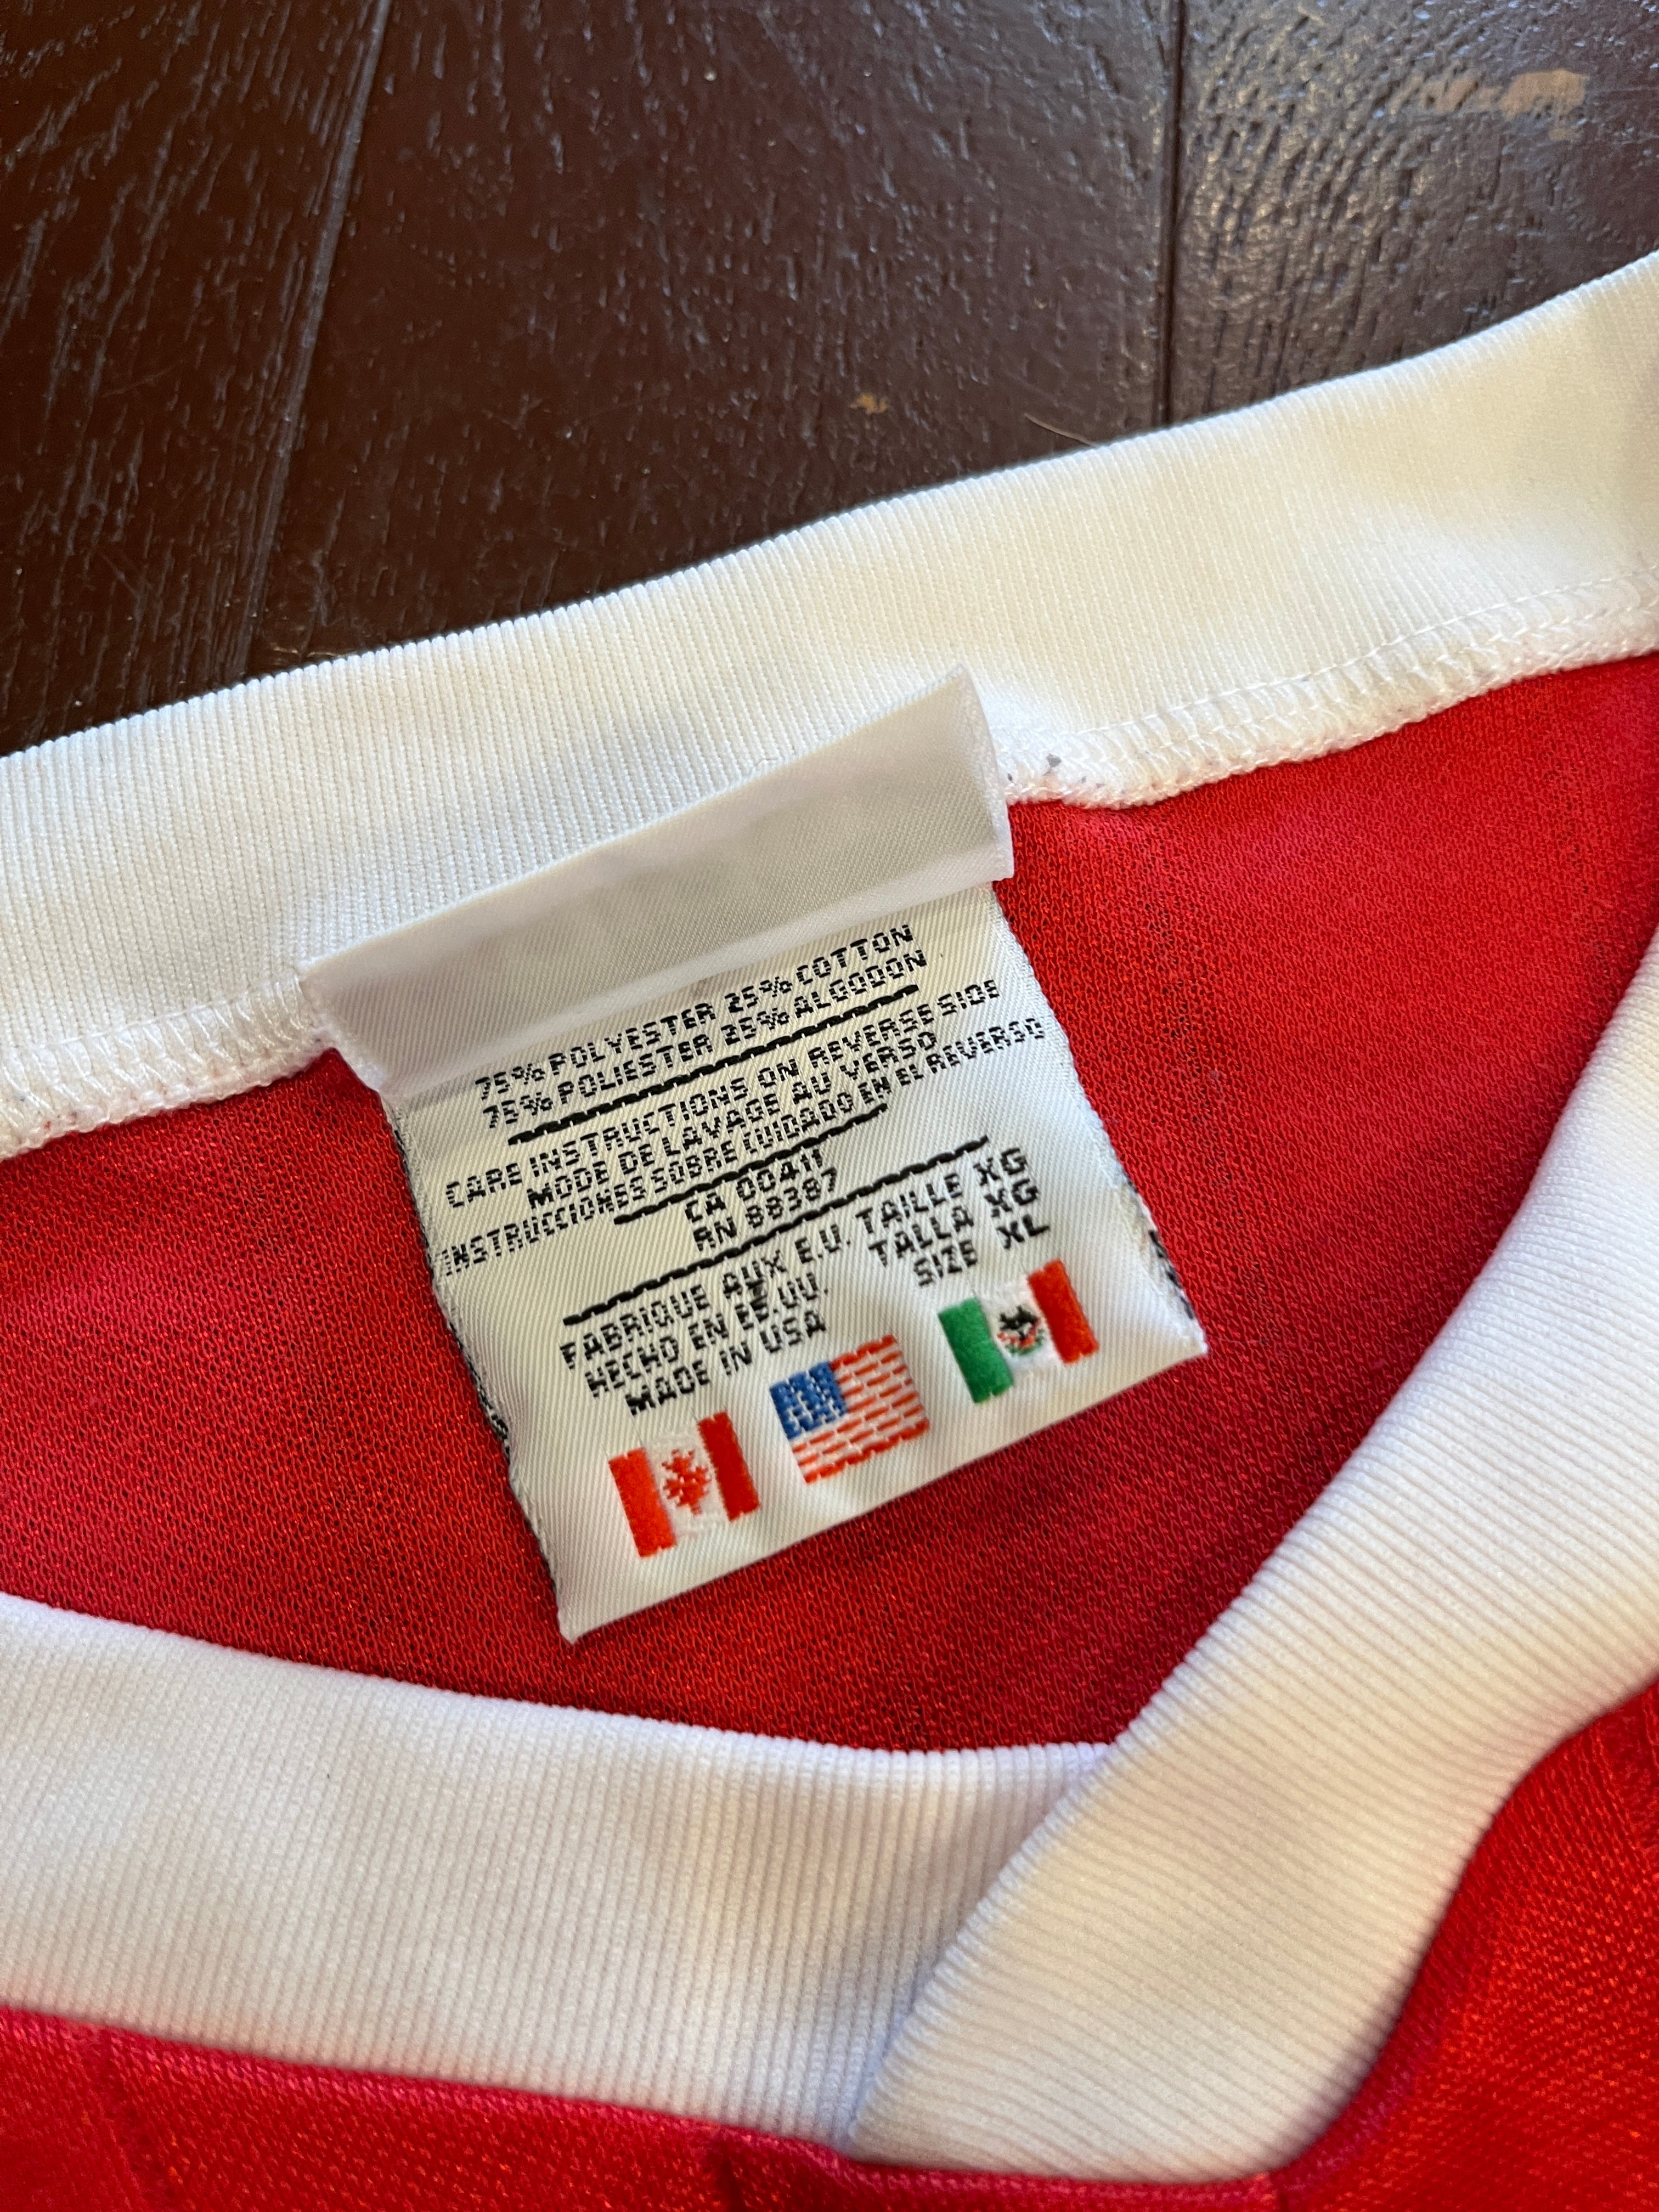 75% POLYESTER 25% COTTON
75% POLIESTER 25% ALGODON
CARE INSTRUCTIONS ON REVERSE SIDE
MODE DE LAVAGE AU VERSO
INSTRUCCIONES SOBRE CUIDADO EN EL REVERSO
CA 00411
RN 88387
FABRIQUE AUX E.U. TAILLE XG
HECHO EN EE.UU. TALLA XG
MADE IN USA SIZE XL